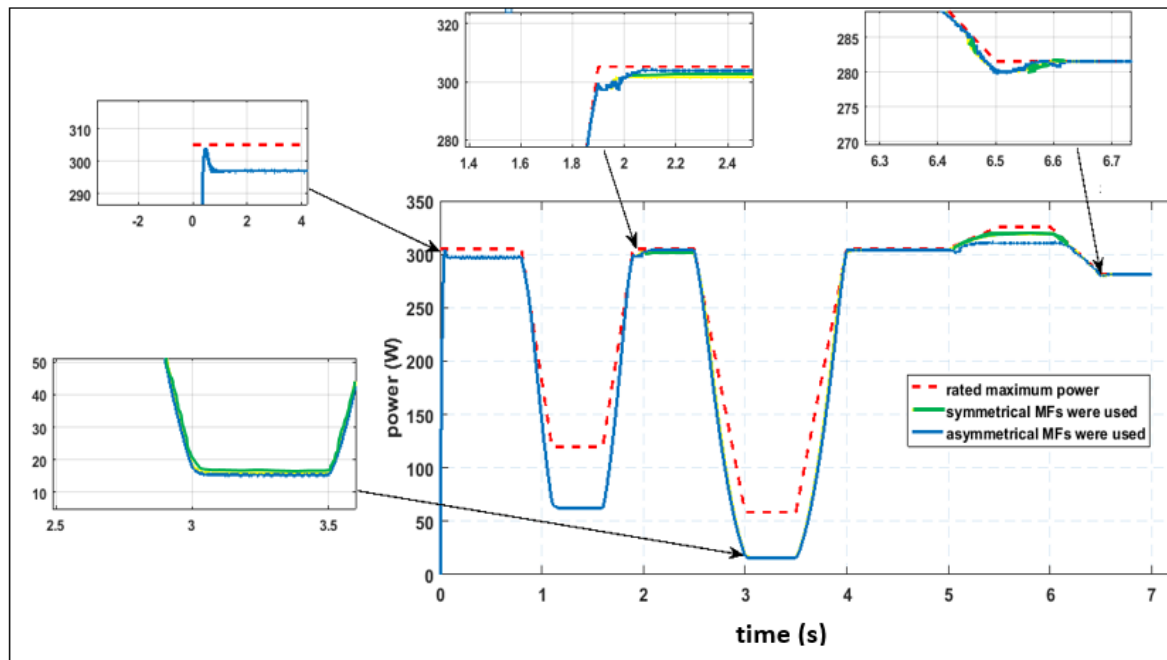 320
300
280
1.4 1.6 1.8 2 2.2 2.4
285
280
275
270
6.3 6.4 6.5 6.6 6.7
310
300
290
-2 0 2 4
50
40
30
20
10
2.5 3 3.5
350
300
250
200
150
100
50
0
power (W)
rated maximum power
symmetrical MFs were used
asymmetrical MFs were used
0 1 2 3 4 5 6 7
time (s)